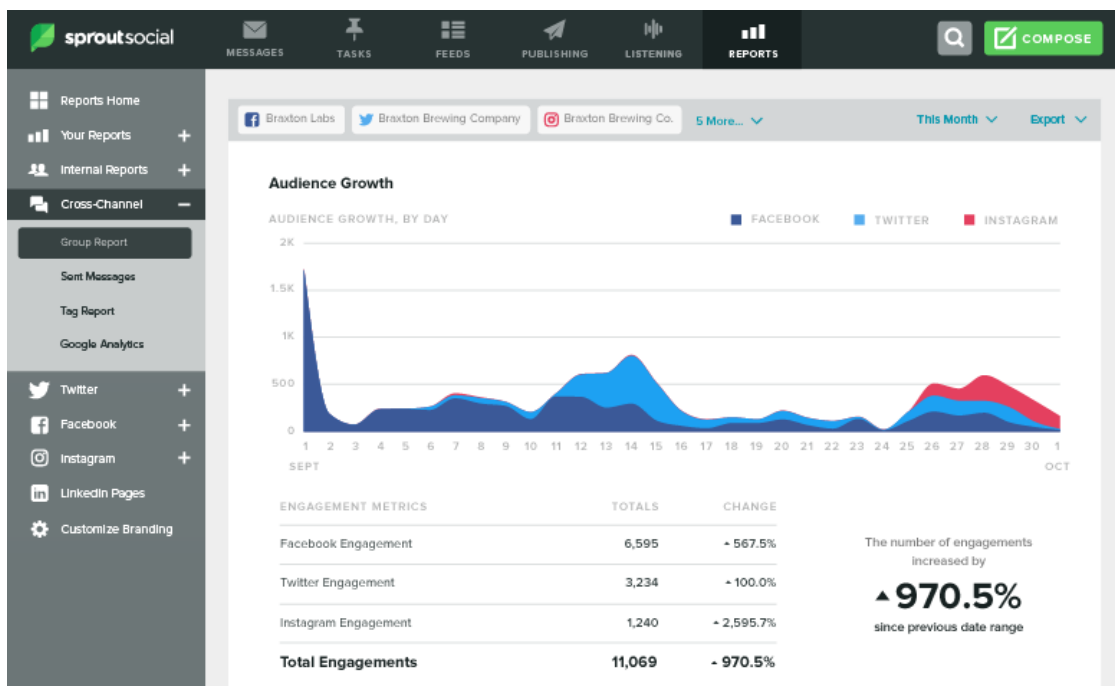 sproutsocial
MESSAGES TASKS FEEDS PUBLISHING LISTENING REPORTS COMPOSE
Reports Home
Your Reports
Internal Reports
Cross-Channel
Group Report
Sent Messages
Tag Report
Google Analytics
Twitter
Facebook
Instagram
LinkedIn Pages
Customize Branding
Braxton Labs Braxton Brewing Company Braxton Brewing Co. 5 More... This Month Export
Audience Growth
AUDIENCE GROWTH, BY DAY FACEBOOK TWITTER INSTAGRAM
2K
1.5K
1K
500
0
1 2 3 4 5 6 7 8 9 10 11 12 13 14 15 16 17 18 19 20 21 22 23 24 25 26 27 28 29 30 1
SEPT OCT
ENGAGEMENT METRICS TOTALS CHANGE
Facebook Engagement 6,595 567.5%
Twitter Engagement 3,234 100.0%
Instagram Engagement 1,240 2,595.7%
Total Engagements 11,069 970.5%
The number of engagements
increased by
970.5%
since previous date range